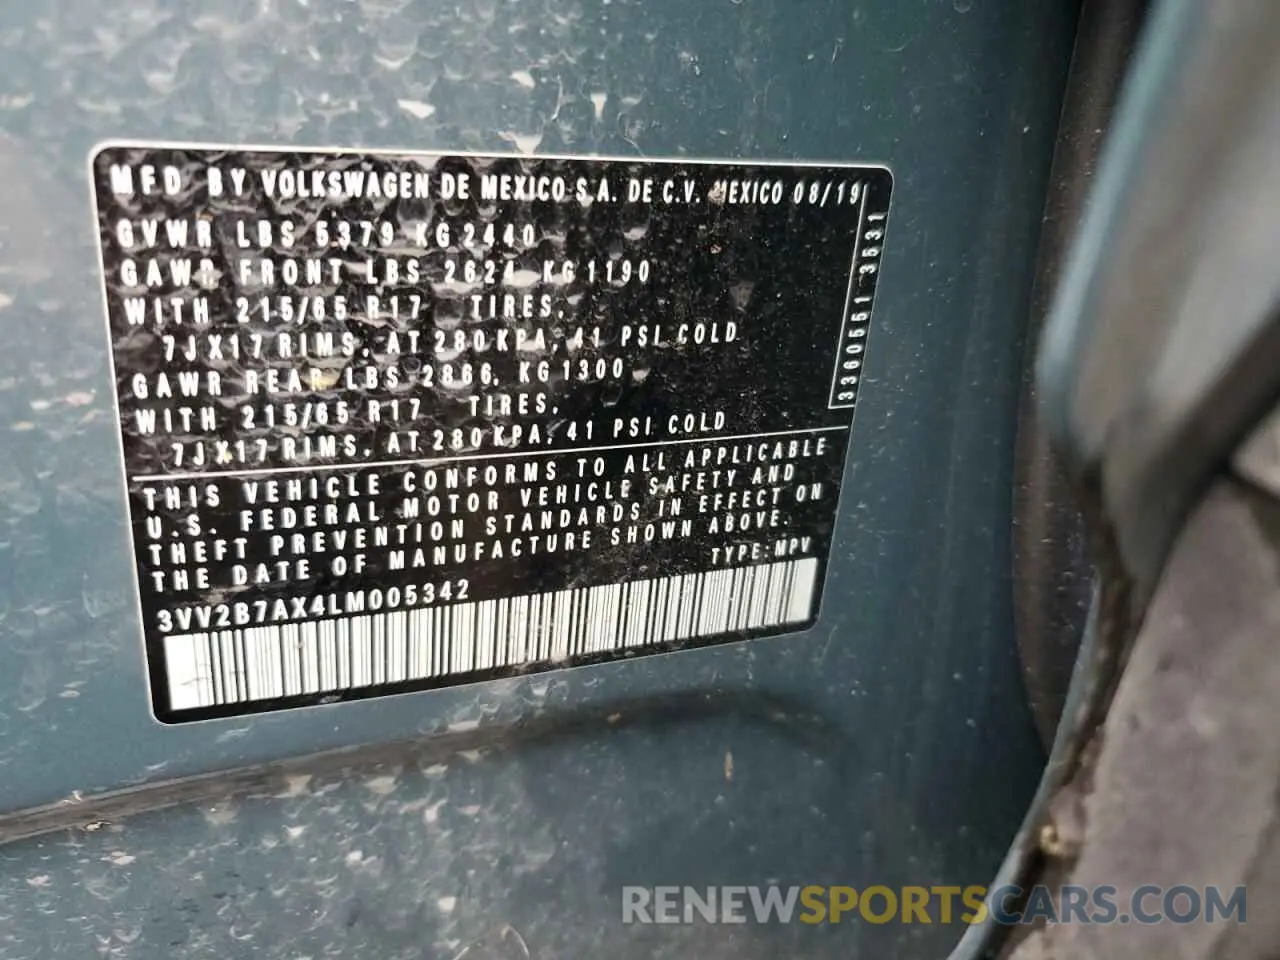 MFD BY VOLKSWAGEN DE MEXICO S.A. DE C.V. MEXICO 08/19
GVWR LBS 5379 KG 2440
GAWR FRONT LBS 2624 KG 1190
WITH 215/65 R17 TIRES,
7JX17 RIMS, AT 280 KPA, 41 PSI COLD
GAWR REAR LBS 2866, KG 1300
WITH 215/65 R17 TIRES,
7JX17 RIMS, AT 280 KPA, 41 PSI COLD
3360551 3531
THIS VEHICLE CONFORMS TO ALL APPLICABLE
U.S. FEDERAL MOTOR VEHICLE SAFETY AND
THEFT PREVENTION STANDARDS IN EFFECT ON
THE DATE OF MANUFACTURE SHOWN ABOVE.
TYPE: MPV
3VV2B7AX4LM005342
RENEWSPORTSCARS.COM